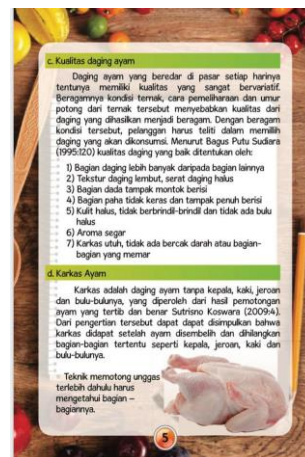 c. Kualitas daging ayam
Daging ayam yang beredar di pasar setiap harinya
tentunya memiliki kualitas yang sangat bervariatif.
Beragamnya kondisi ternak, cara pemeliharaan dan umur
potong dari ternak tersebut menyebabkan kualitas dari
daging yang dihasilkan menjadi beragam. Dengan beragam
kondisi tersebut, pelanggan harus teliti dalam memillih
daging yang akan dikonsumsi. Menurut Bagus Putu Sudiara
(1995:120) kualitas daging yang baik ditentukan oleh:
1) Bagian daging lebih banyak daripada bagian lainnya
2) Tekstur daging lembut, serat daging halus
3) Bagian dada tampak montok berisi
4) Bagian paha tidak keras dan tampak penuh berisi
5) Kulit halus, tidak berbrindil-brindil dan tidak ada bulu
halus
6) Aroma segar
7) Karkas utuh, tidak ada bercak darah atau bagian-
bagian yang memar
d. Karkas Ayam
Karkas adalah daging ayam tanpa kepala, kaki, jeroan
dan bulu-bulunya, yang diperoleh dari hasil pemotongan
ayam yang tertib dan benar Sutrisno Koswara (2009:4).
Dari pengertian tersebut dapat dapat disimpulkan bahwa
karkas didapat setelah ayam disembelih dan dihilangkan
bagian-bagian tertentu seperti kepala, jeroan, kaki dan
bulu-bulunya.
Teknik memotong unggas
terlebih dahulu harus
mengetahui bagian –
bagiannya.
5